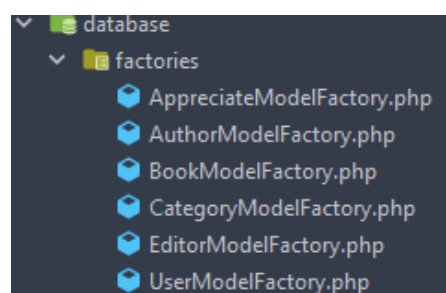 database
factories
AppreciateModelFactory.php
AuthorModelFactory.php
BookModelFactory.php
CategoryModelFactory.php
EditorModelFactory.php
UserModelFactory.php